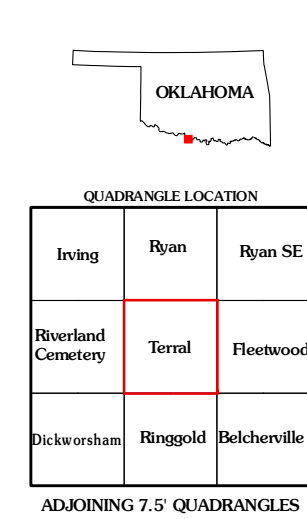 OKLAHOMA
QUADRANGLE LOCATION
Irving
Ryan
Ryan SE
Riverland
Cemetery
Terral
Fleetwood
Dickworsham
Ringgold
Belcherville
ADJOINING 7.5' QUADRANGLES